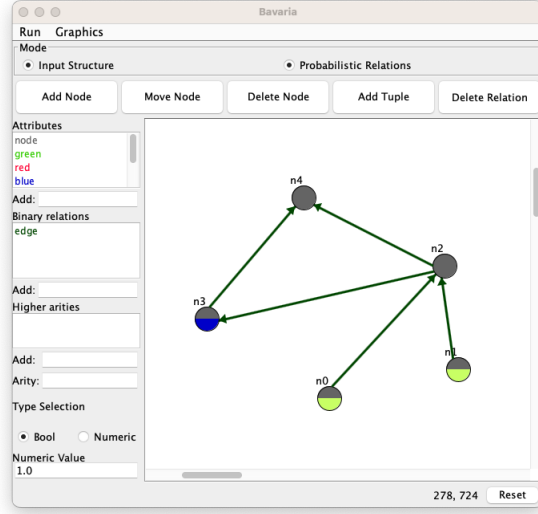 Bavaria
Run Graphics
Mode
Input Structure Probabilistic Relations
Add Node Move Node Delete Node Add Tuple Delete Relation
Attributes
node
green
red
blue
Add:
Binary relations
edge
Add:
Higher arities
Add:
Arity:
Type Selection
Bool Numeric
Numeric Value
1.0
n4
n2
n3
n1
n0
278, 724 Reset